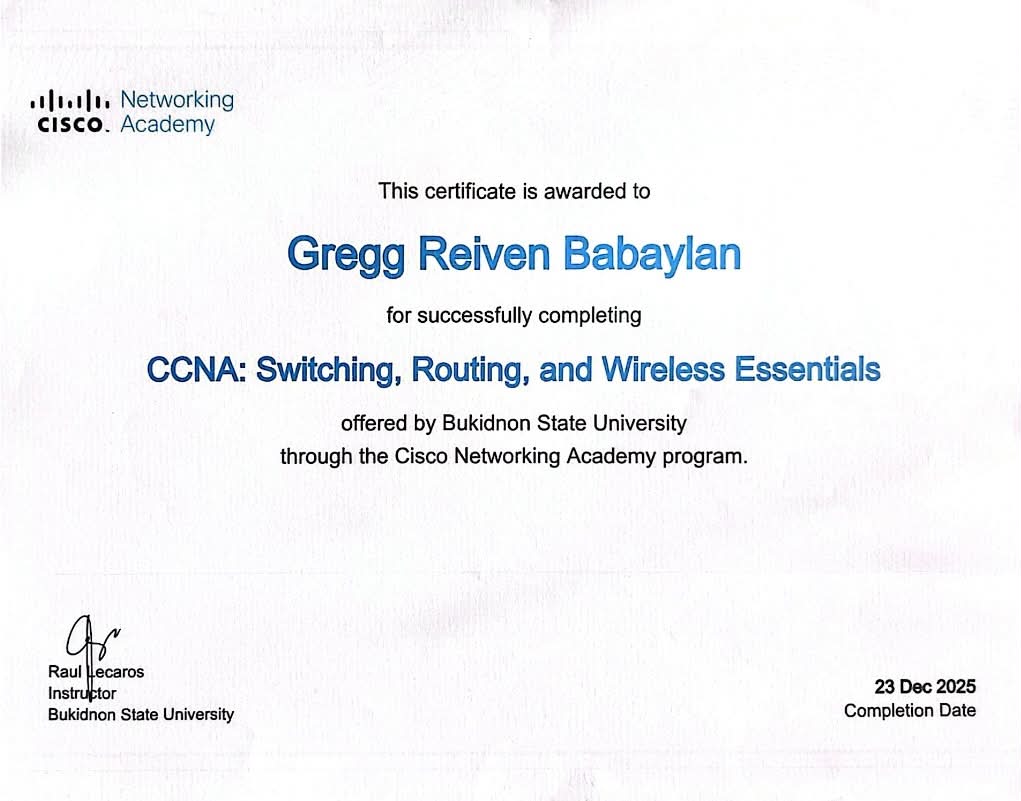 Networking
CISCO. Academy
This certificate is awarded to
Gregg Reiven Babaylan
for successfully completing
CCNA: Switching, Routing, and Wireless Essentials
offered by Bukidnon State University
through the Cisco Networking Academy program.
Raul Lecaros
Instructor
Bukidnon State University
23 Dec 2025
Completion Date